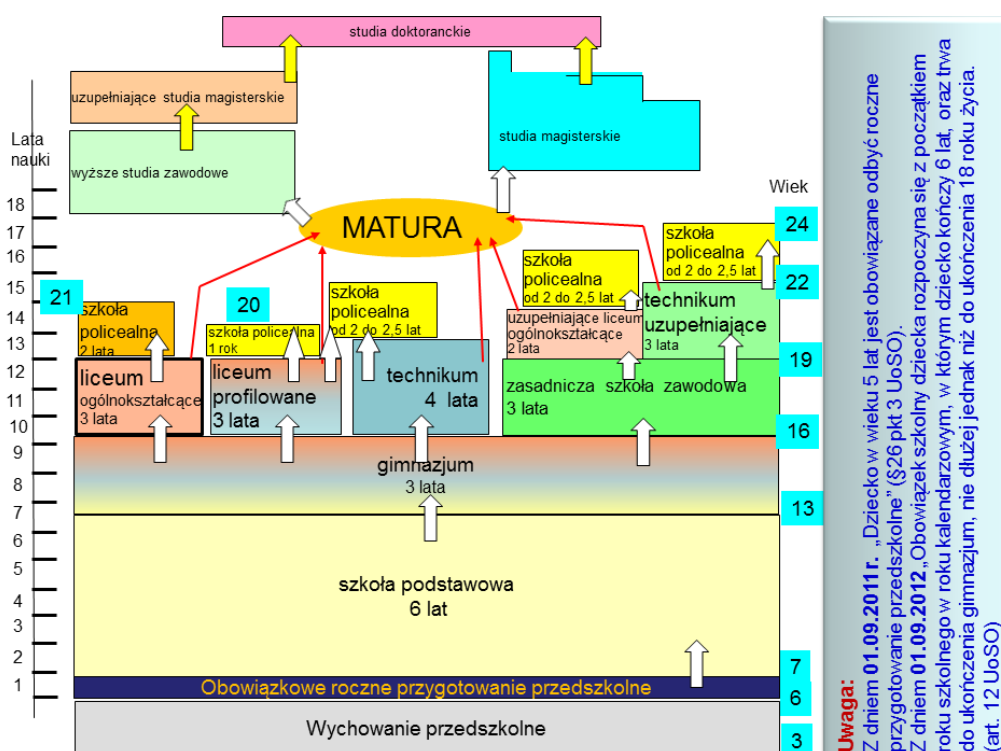 studia doktoranckie
uzupełniające studia magisterskie
studia magisterskie
wyższe studia zawodowe
Lata
nauki
Wiek
18
17
16
15
14
13
12
11
10
9
8
7
6
5
4
3
2
1
24
22
19
16
13
7
6
3
MATURA
21
20
szkoła
policealna
2 lata
szkoła policealna
1 rok
szkoła
policealna
od 2 do 2,5 lat
szkoła
policealna
od 2 do 2,5 lat
szkoła
policealna
od 2 do 2,5 lat
liceum
ogólnokształcące
3 lata
liceum
profilowane
3 lata
technikum
4 lata
uzupełniające liceum
ogólnokształcące
2 lata
technikum
uzupełniające
3 lata
zasadnicza szkoła zawodowa
3 lata
gimnazjum
3 lata
szkoła podstawowa
6 lat
Obowiązkowe roczne przygotowanie przedszkolne
Wychowanie przedszkolne
Uwaga:
Z dniem 01.09.2011 r. „Dziecko w wieku 5 lat jest obowiązane odbyć roczne
przygotowanie przedszkolne” (§26 pkt 3 UoSO).
Z dniem 01.09.2012 „Obowiązek szkolny dziecka rozpoczyna się z początkiem
roku szkolnego w roku kalendarzowym, w którym dziecko kończy 6 lat, oraz trwa
do ukończenia gimnazjum, nie dłużej jednak niż do ukończenia 18 roku życia.
(art. 12 UoSO)